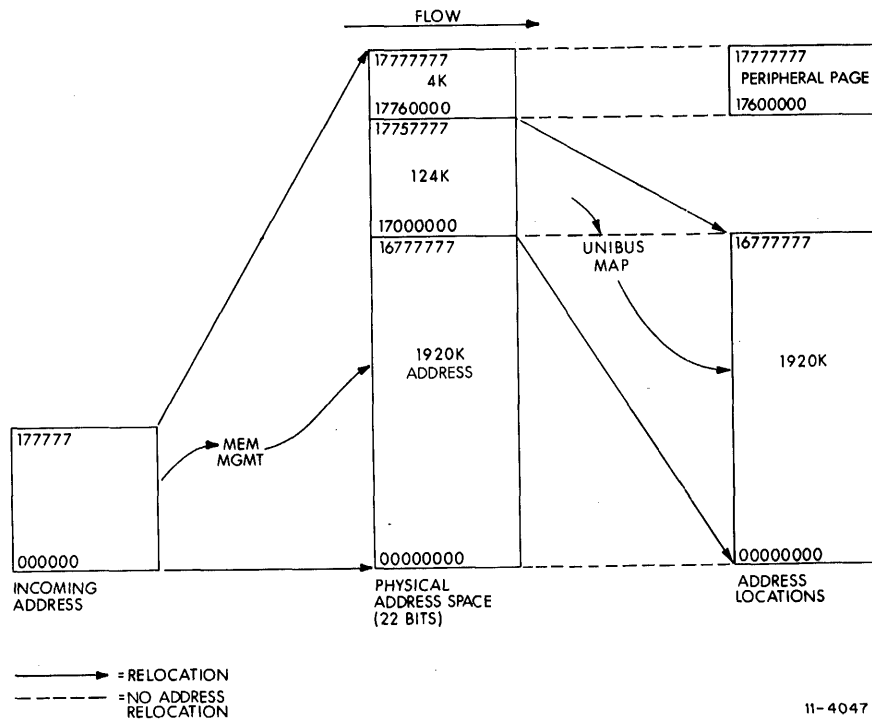 FLOW
17777777
4K
17760000
17757777
124K
17000000
16777777
1920K
ADDRESS
00000000
PHYSICAL
ADDRESS SPACE
(22 BITS)
17777777
PERIPHERAL PAGE
17600000
UNIBUS
MAP
16777777
1920K
00000000
ADDRESS
LOCATIONS
177777
MEM
MGMT
000000
INCOMING
ADDRESS
= RELOCATION
= NO ADDRESS
RELOCATION
11-4047